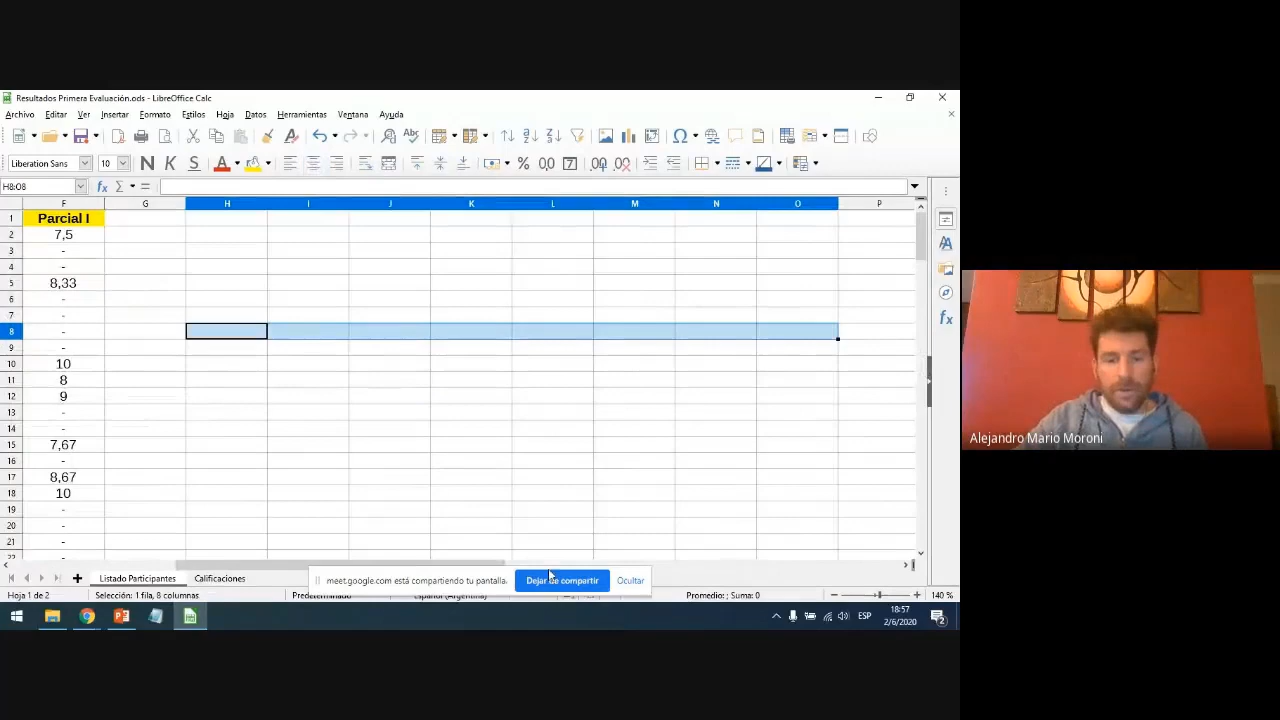 Resultados Primera Evaluación.ods - LibreOffice Calc
Archivo Editar Ver Insertar Formato Estilos Hoja Datos Herramientas Ventana Ayuda
Liberation Sans 10 N K S
H8:O8
F G H I J K L M N O P
1 Parcial I
2 7,5
3 -
4 -
5 8,33
6 -
7 -
8 -
9 -
10 10
11 8
12 9
13 -
14 -
15 7,67
16 -
17 8,67
18 10
19 -
20 -
21 -
22 -
Listado Participantes Calificaciones
meet.google.com está compartiendo tu pantalla. Dejar de compartir Ocultar
Hoja 1 de 2 Selección: 1 fila, 8 columnas Predeterminado Español (Argentina) Promedio: ; Suma: 0 140 %
ESP 18:57
2/6/2020
2
Alejandro Mario Moroni